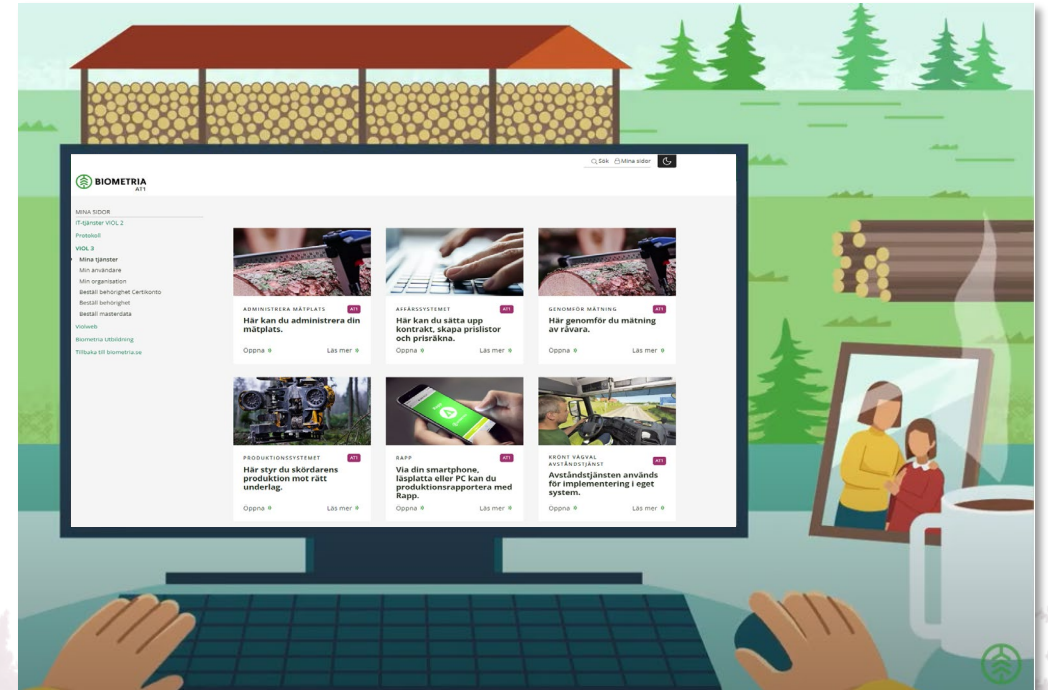 Sök Mina sidor
BIOMETRIA
AT1
MINA SIDOR
IT-tjänster VIOL 2
Protokoll
VIOL 3
Mina tjänster
Min användare
Min organisation
Beställ behörighet Certikonto
Beställ behörighet
Beställ masterdata
Violweb
Biometria Utbildning
Tillbaka till biometria.se
ADMINISTRERA MÄTPLATS AT1
Här kan du administrera din
mätplats.
Öppna Läs mer
AFFÄRSSYSTEMET AT1
Här kan du sätta upp
kontrakt, skapa prislistor
och prisräkna.
Öppna Läs mer
GENOMFÖR MÄTNING AT1
Här genomför du mätning
av råvara.
Öppna Läs mer
PRODUKTIONSSYSTEMET AT1
Här styr du skördarens
produktion mot rätt
underlag.
Öppna Läs mer
RAPP AT1
Via din smartphone,
läsplatta eller PC kan du
produktionsrapportera med
Rapp.
Öppna Läs mer
KRÖNT VÄGVAL
AVSTÅNDSTJÄNST AT1
Avståndstjänsten används
för implementering i eget
system.
Öppna Läs mer